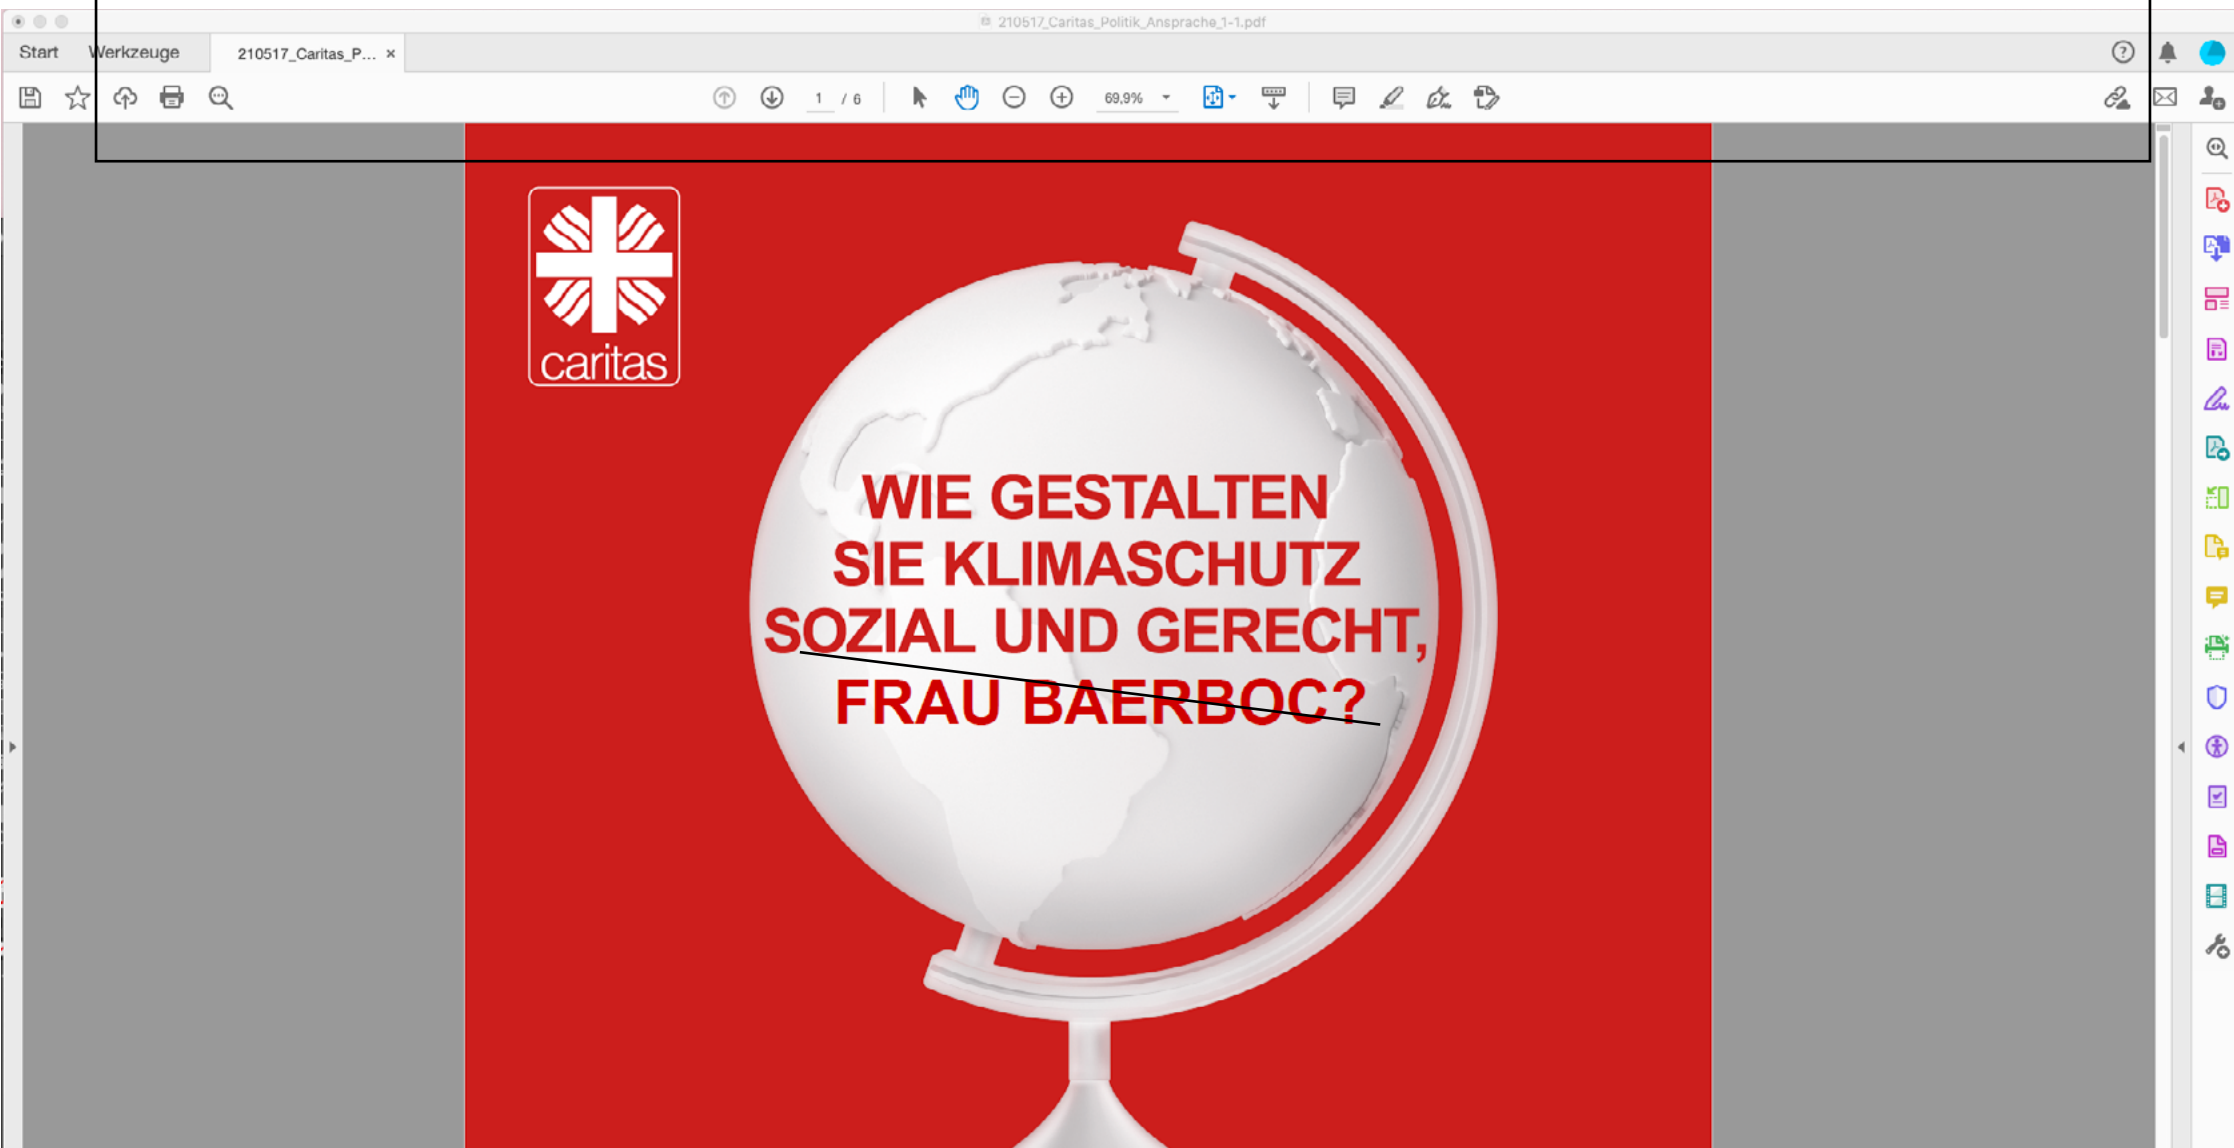 210517_Caritas_Politik_Ansprache_1-1.pdf
Start Werkzeuge 210517_Caritas_P... ×
1 / 6 69,9%
caritas
WIE GESTALTEN
SIE KLIMASCHUTZ
SOZIAL UND GERECHT,
FRAU BAERBOC?